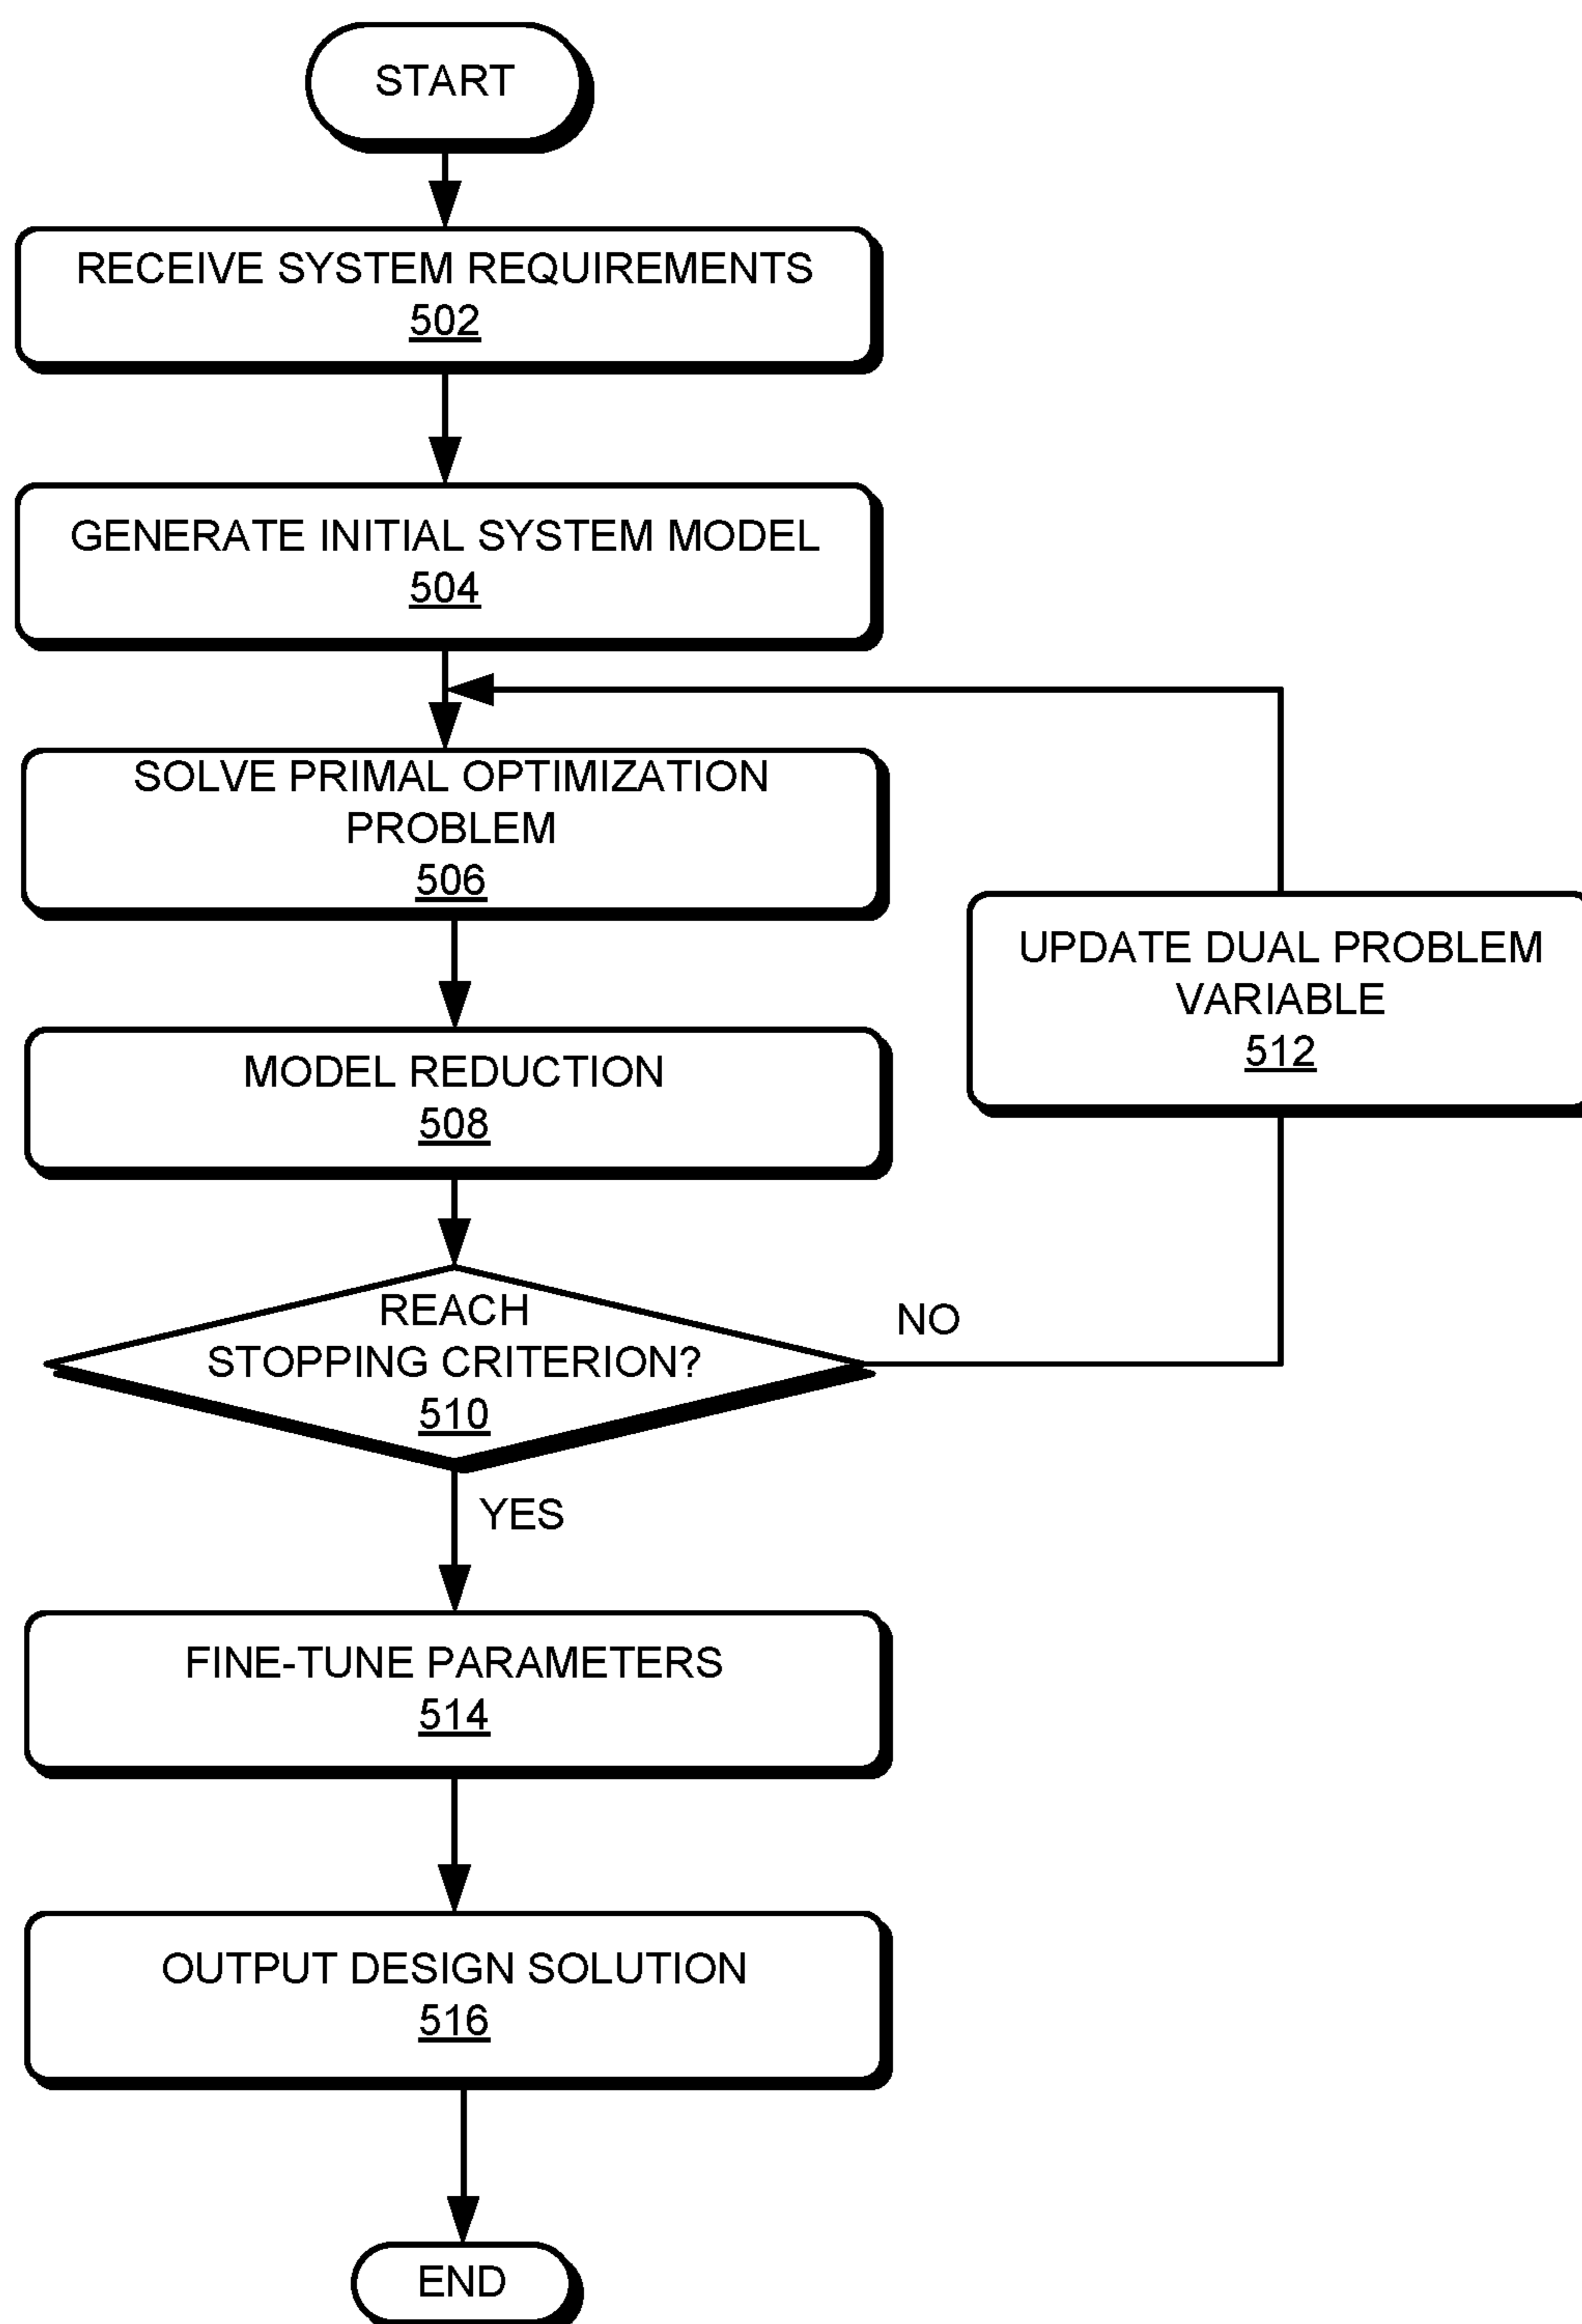 START
RECEIVE SYSTEM REQUIREMENTS
502
GENERATE INITIAL SYSTEM MODEL
504
SOLVE PRIMAL OPTIMIZATION
PROBLEM
506
UPDATE DUAL PROBLEM
VARIABLE
512
MODEL REDUCTION
508
REACH
STOPPING CRITERION?
510
NO
YES
FINE-TUNE PARAMETERS
514
OUTPUT DESIGN SOLUTION
516
END